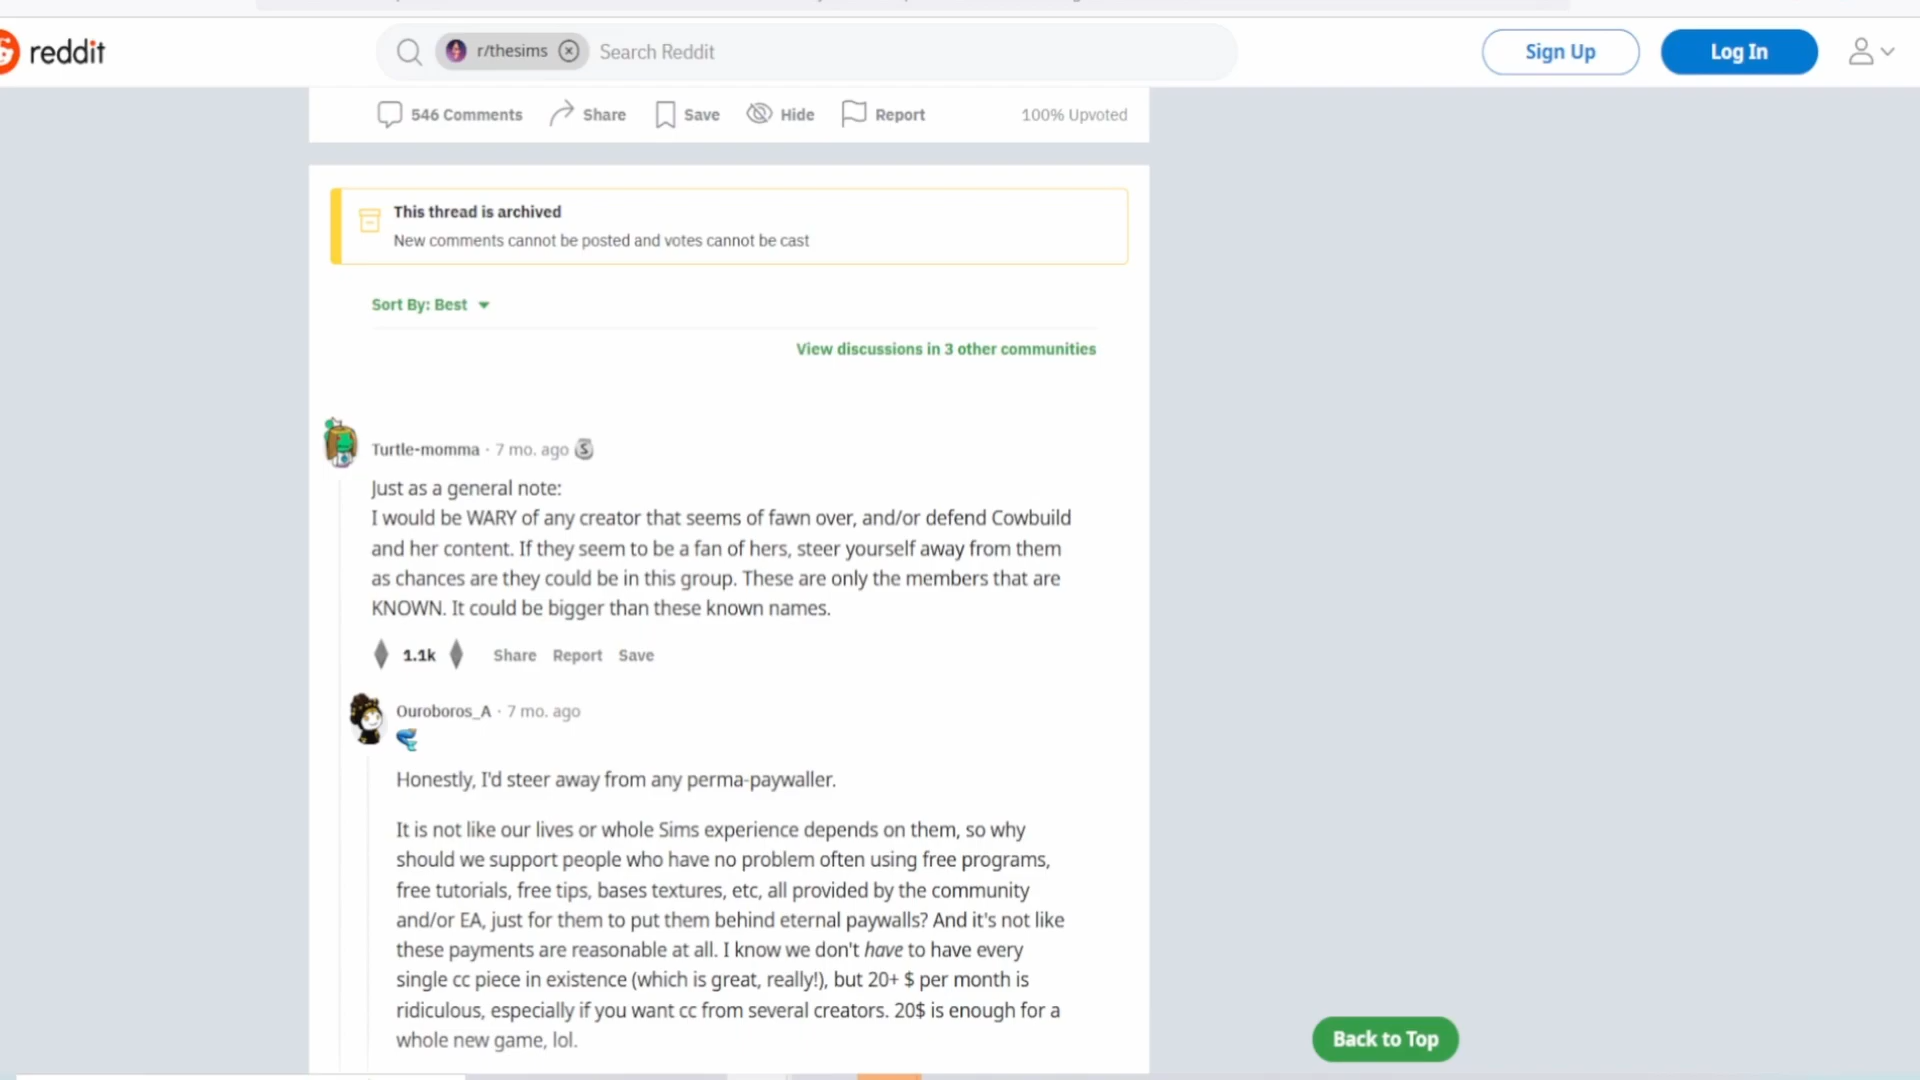 reddit
r/thesims
Search Reddit
Sign Up
Log In
546 Comments
Share
Save
Hide
Report
100% Upvoted
This thread is archived
New comments cannot be posted and votes cannot be cast
Sort By: Best
View discussions in 3 other communities
Turtle-momma · 7 mo. ago
Just as a general note:
I would be WARY of any creator that seems of fawn over, and/or defend Cowbuild
and her content. If they seem to be a fan of hers, steer yourself away from them
as chances are they could be in this group. These are only the members that are
KNOWN. It could be bigger than these known names.
1.1k
Share
Report
Save
Ouroboros_A · 7 mo. ago
Honestly, I'd steer away from any perma-paywaller.
It is not like our lives or whole Sims experience depends on them, so why
should we support people who have no problem often using free programs,
free tutorials, free tips, bases textures, etc, all provided by the community
and/or EA, just for them to put them behind eternal paywalls? And it's not like
these payments are reasonable at all. I know we don't have to have every
single cc piece in existence (which is great, really!), but 20+ $ per month is
ridiculous, especially if you want cc from several creators. 20$ is enough for a
whole new game, lol.
Back to Top